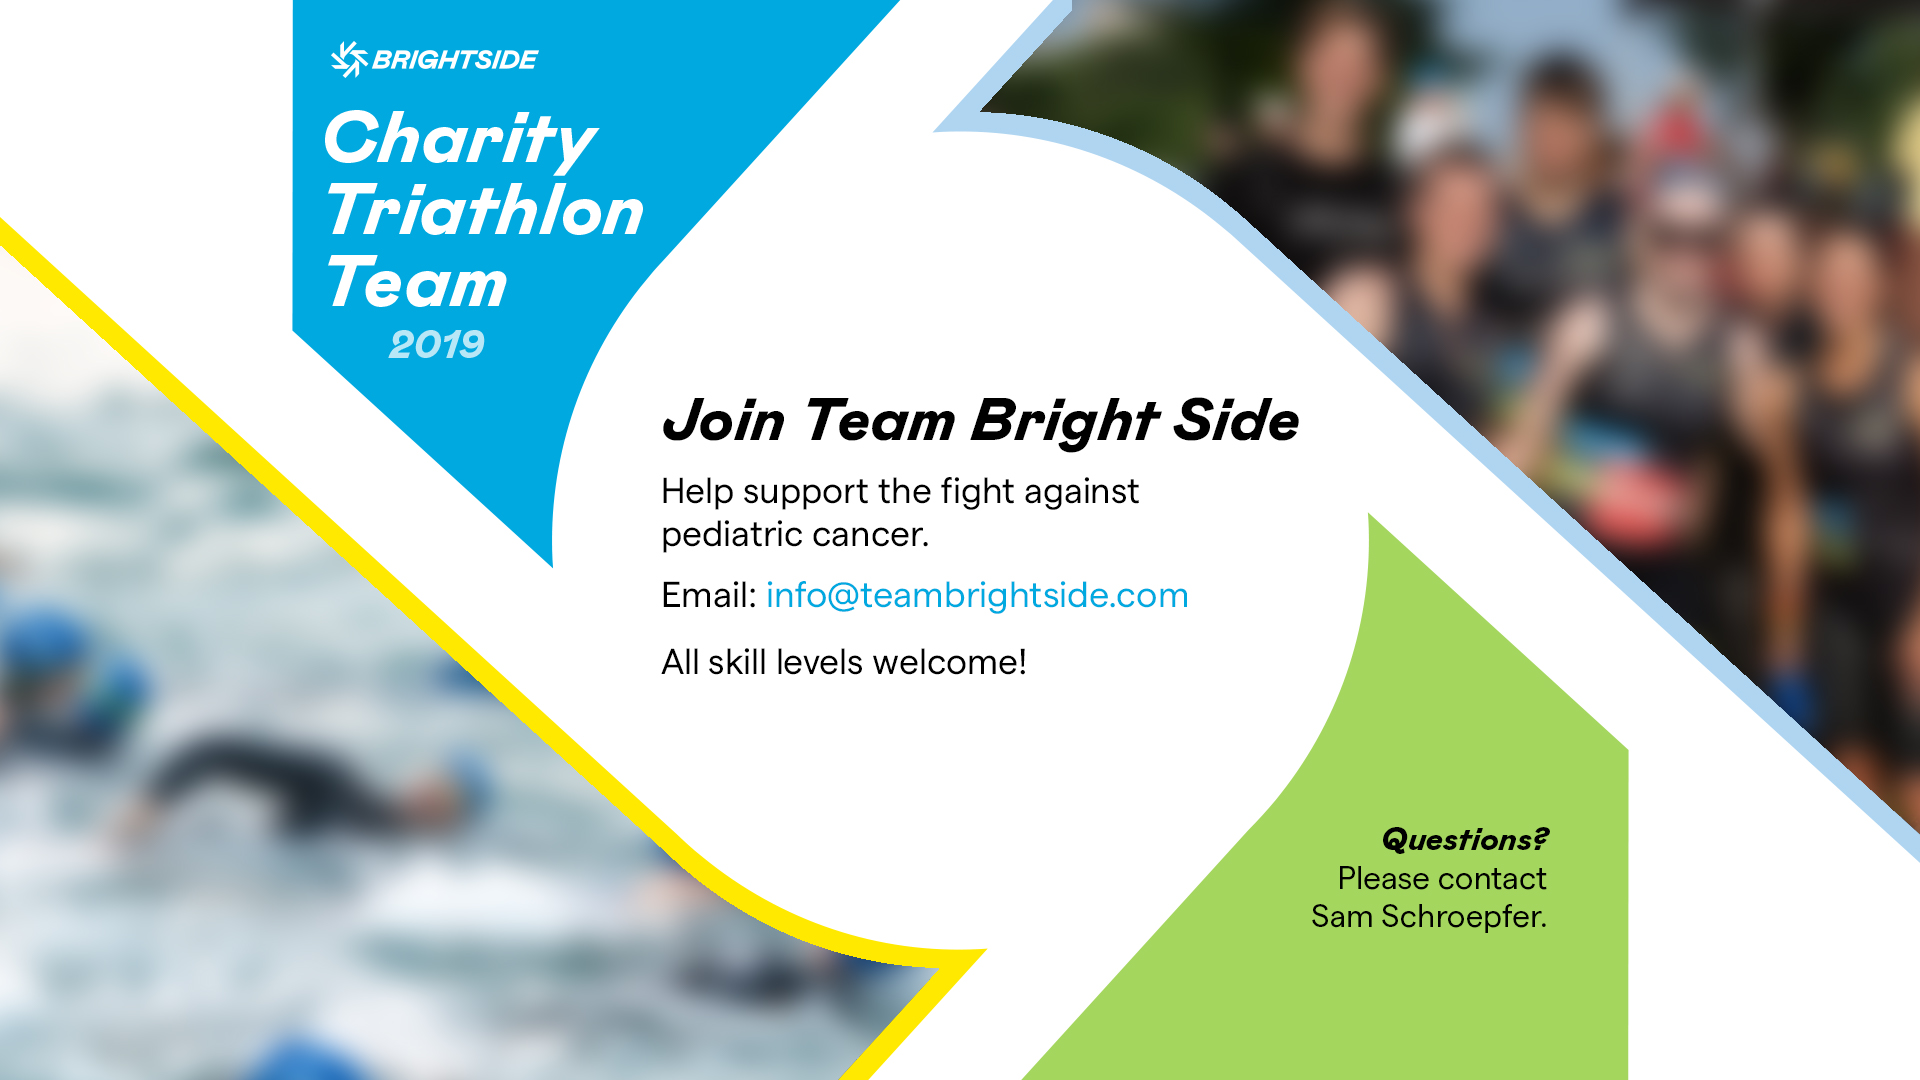 BRIGHTSIDE
Charity
Triathlon
Team
2019
Join Team Bright Side
Help support the fight against
pediatric cancer.
Email: info@teambrightside.com
All skill levels welcome!
Questions?
Please contact
Sam Schroepfer.